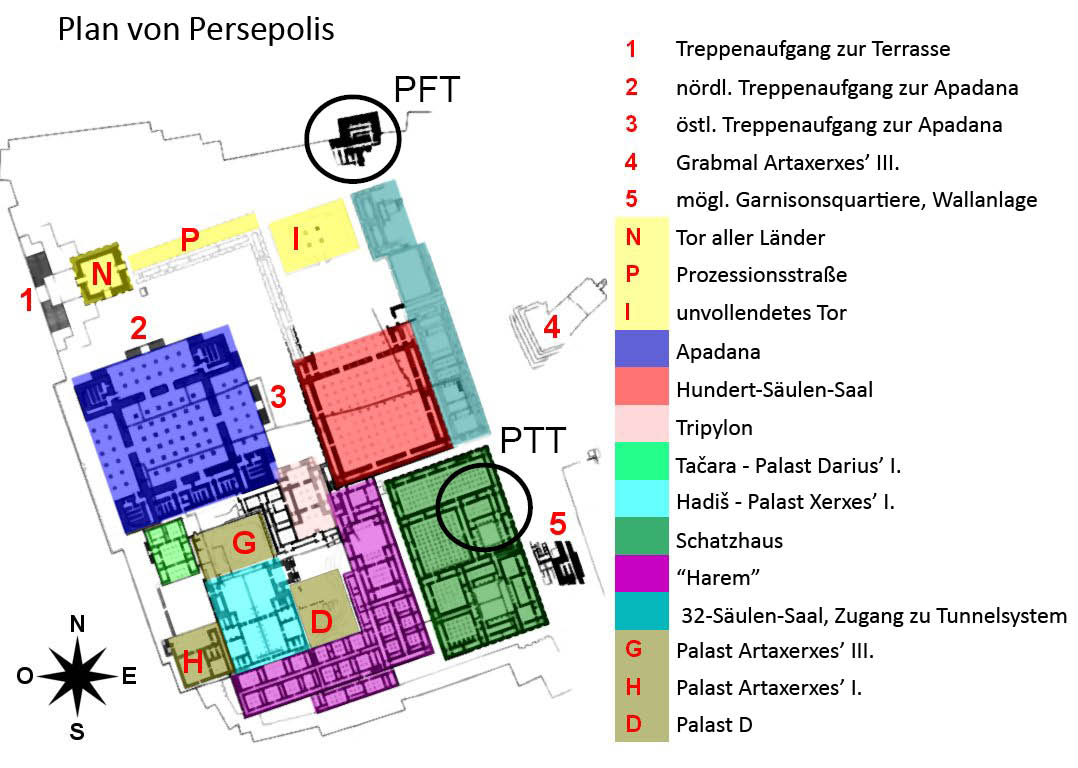 Plan von Persepolis
PFT
P
I
N
1
2
3
4
PTT
5
G
D
H
N
O
E
S
1 Treppenaufgang zur Terrasse
2 nördl. Treppenaufgang zur Apadana
3 östl. Treppenaufgang zur Apadana
4 Grabmal Artaxerxes’ III.
5 mögl. Garnisonsquartiere, Wallanlage
N Tor aller Länder
P Prozessionsstraße
I unvollendetes Tor
Apadana
Hundert-Säulen-Saal
Tripylon
Tačara - Palast Darius’ I.
Hadiš - Palast Xerxes’ I.
Schatzhaus
“Harem”
32-Säulen-Saal, Zugang zu Tunnelsystem
G Palast Artaxerxes’ III.
H Palast Artaxerxes’ I.
D Palast D